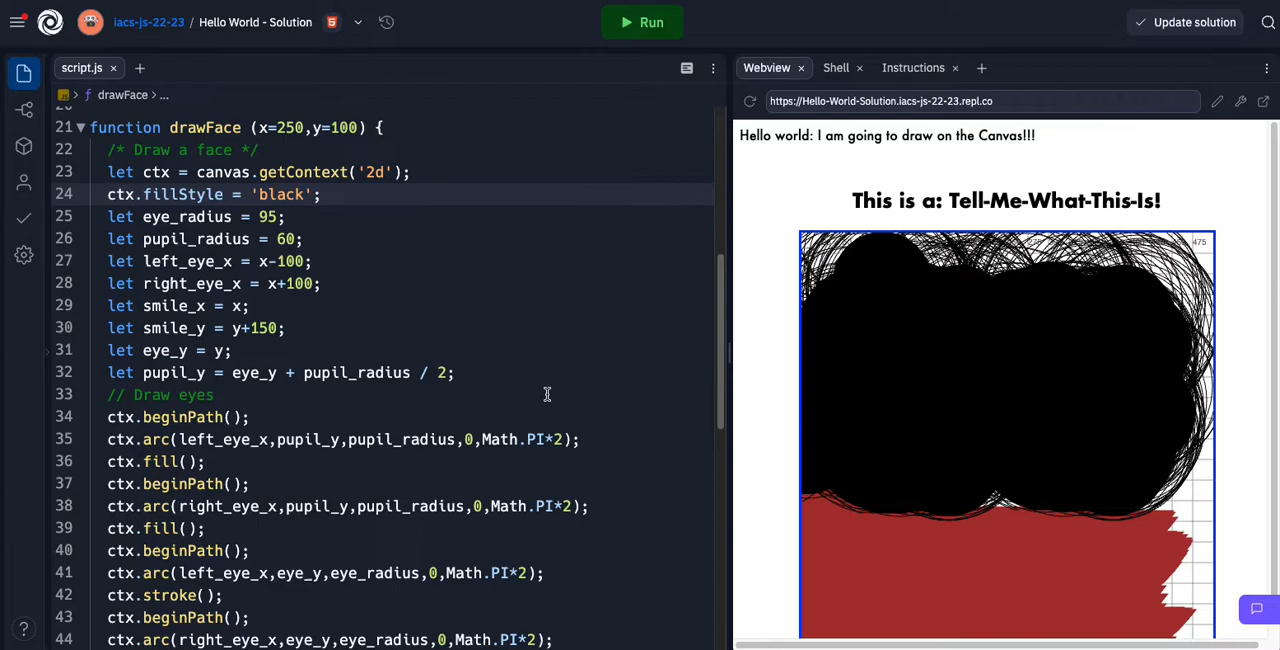 iacs-js-22-23 / Hello World - Solution
Run
Update solution
script.js
Webview
Shell
Instructions
drawFace > ...
https://Hello-World-Solution.iacs-js-22-23.repl.co
21 function drawFace (x=250,y=100) {
22 /* Draw a face */
23 let ctx = canvas.getContext('2d');
24 ctx.fillStyle = 'black';
25 let eye_radius = 95;
26 let pupil_radius = 60;
27 let left_eye_x = x-100;
28 let right_eye_x = x+100;
29 let smile_x = x;
30 let smile_y = y+150;
31 let eye_y = y;
32 let pupil_y = eye_y + pupil_radius / 2;
33 // Draw eyes
34 ctx.beginPath();
35 ctx.arc(left_eye_x,pupil_y,pupil_radius,0,Math.PI*2);
36 ctx.fill();
37 ctx.beginPath();
38 ctx.arc(right_eye_x,pupil_y,pupil_radius,0,Math.PI*2);
39 ctx.fill();
40 ctx.beginPath();
41 ctx.arc(left_eye_x,eye_y,eye_radius,0,Math.PI*2);
42 ctx.stroke();
43 ctx.beginPath();
44 ctx.arc(right_eye_x,eye_y,eye_radius,0,Math.PI*2);
Hello world: I am going to draw on the Canvas!!!
This is a: Tell-Me-What-This-Is!
475